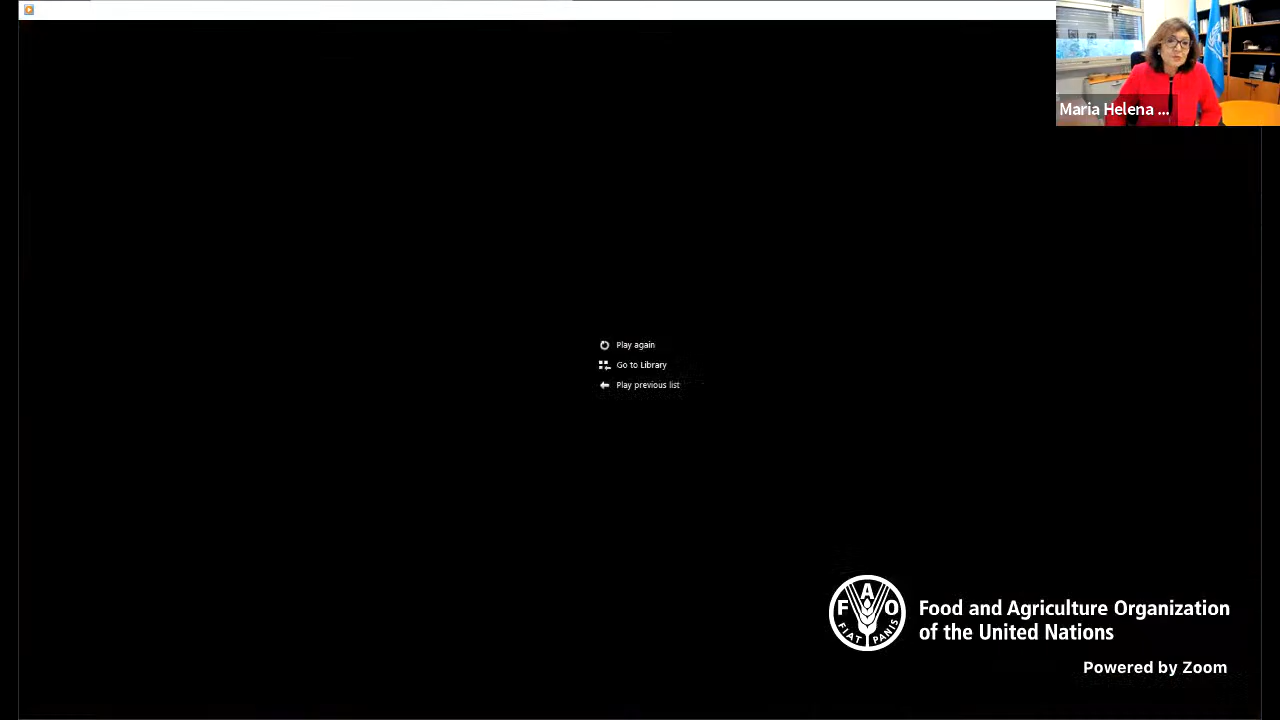 Maria Helena ...
Play again
Go to Library
Play previous list
F A O
FIAT PANIS
Food and Agriculture Organization
of the United Nations
Powered by Zoom